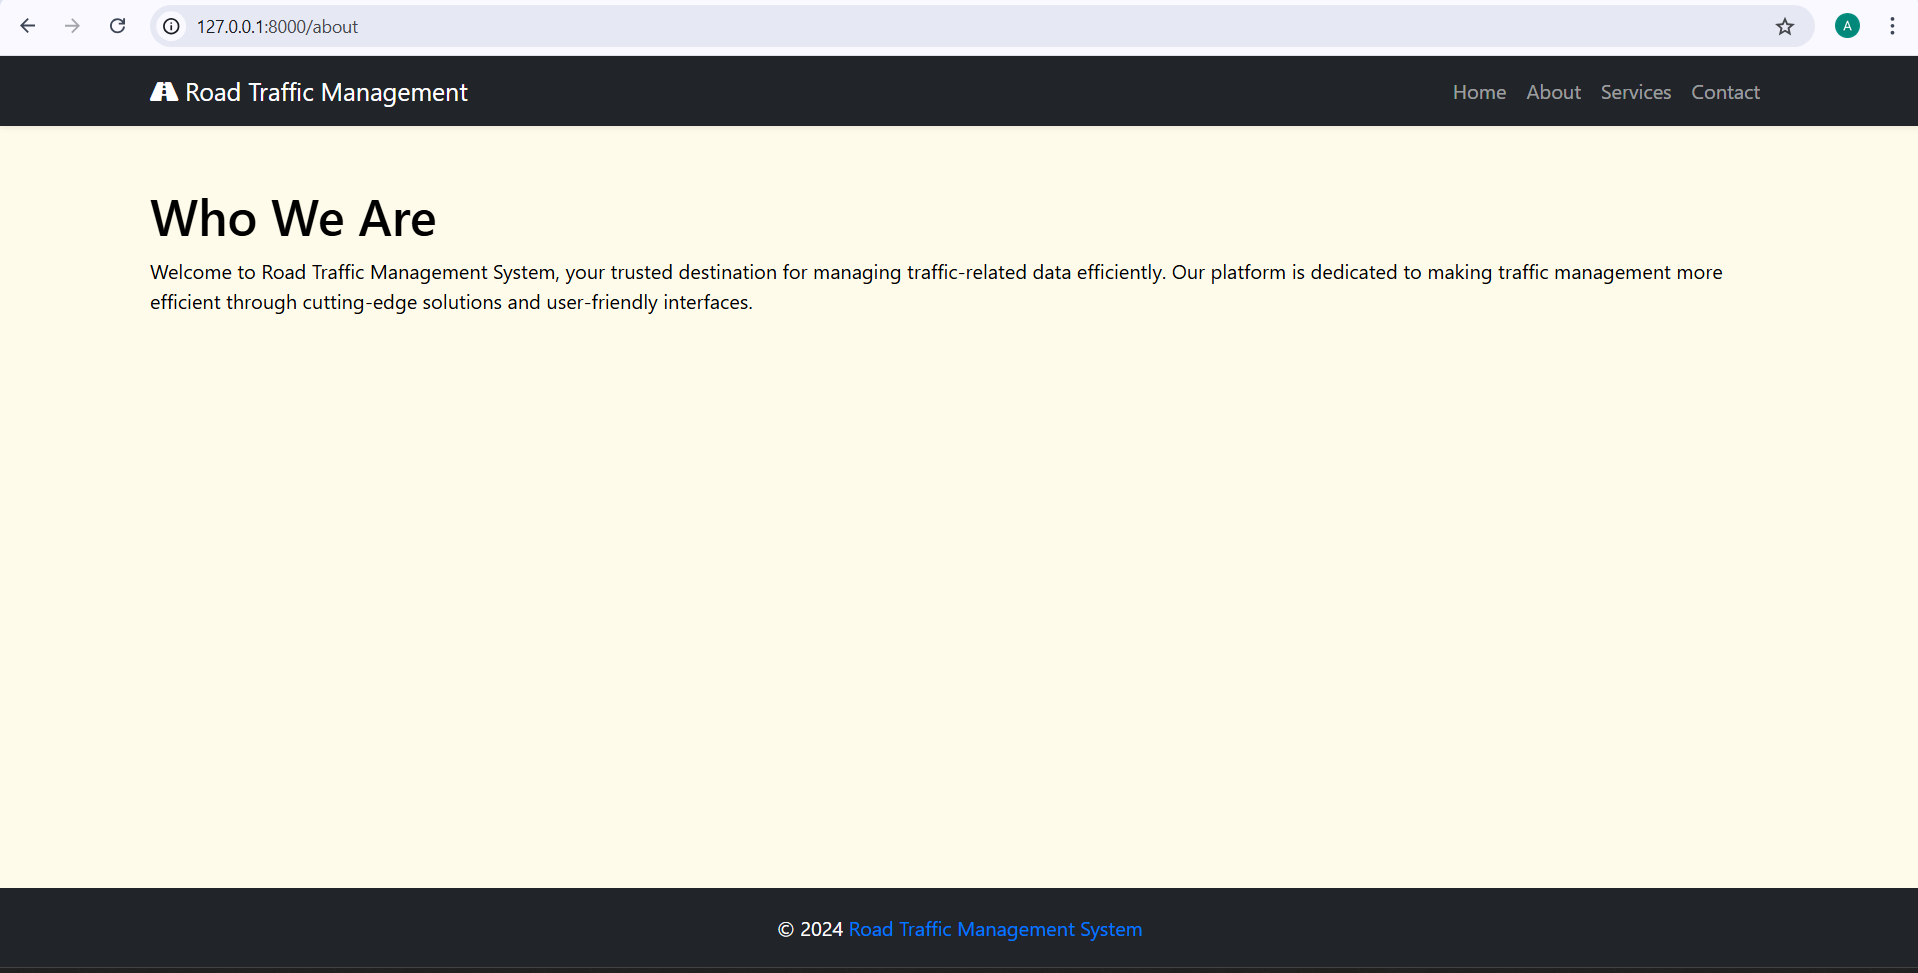 127.0.0.1:8000/about
A
Road Traffic Management
Home About Services Contact
Who We Are
Welcome to Road Traffic Management System, your trusted destination for managing traffic-related data efficiently. Our platform is dedicated to making traffic management more
efficient through cutting-edge solutions and user-friendly interfaces.
© 2024 Road Traffic Management System